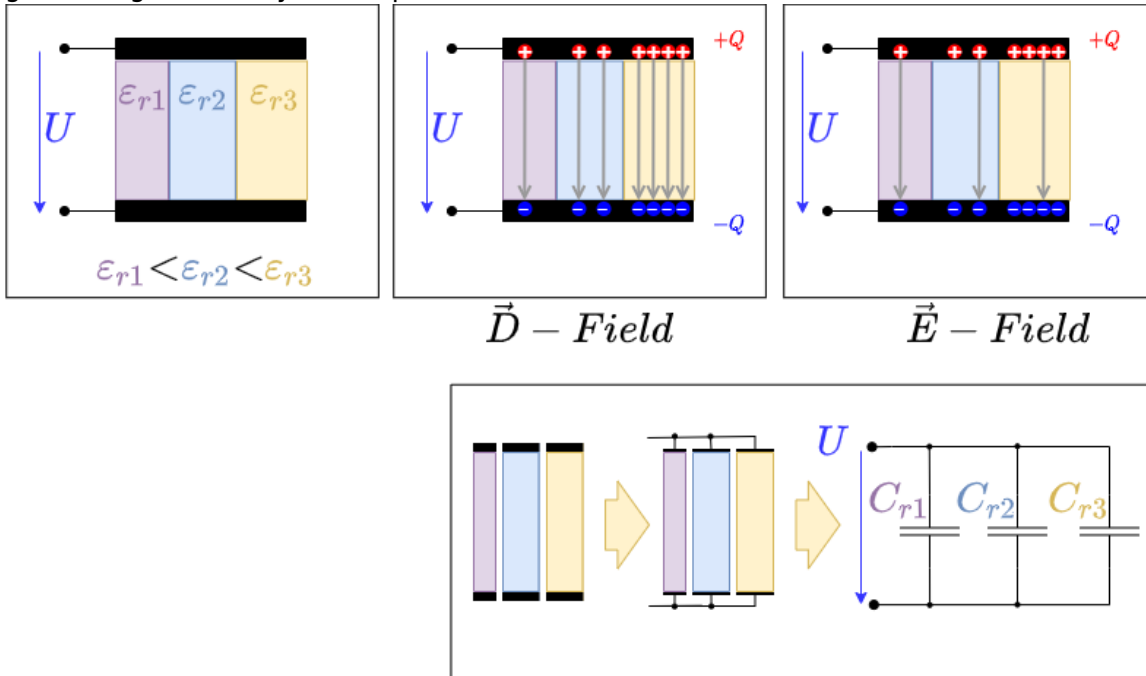 U
εr1 εr2 εr3
εr1<εr2<εr3
U
+Q
−Q
U
+Q
−Q
D⃗ − Field
E⃗ − Field
U
Cr1 Cr2 Cr3